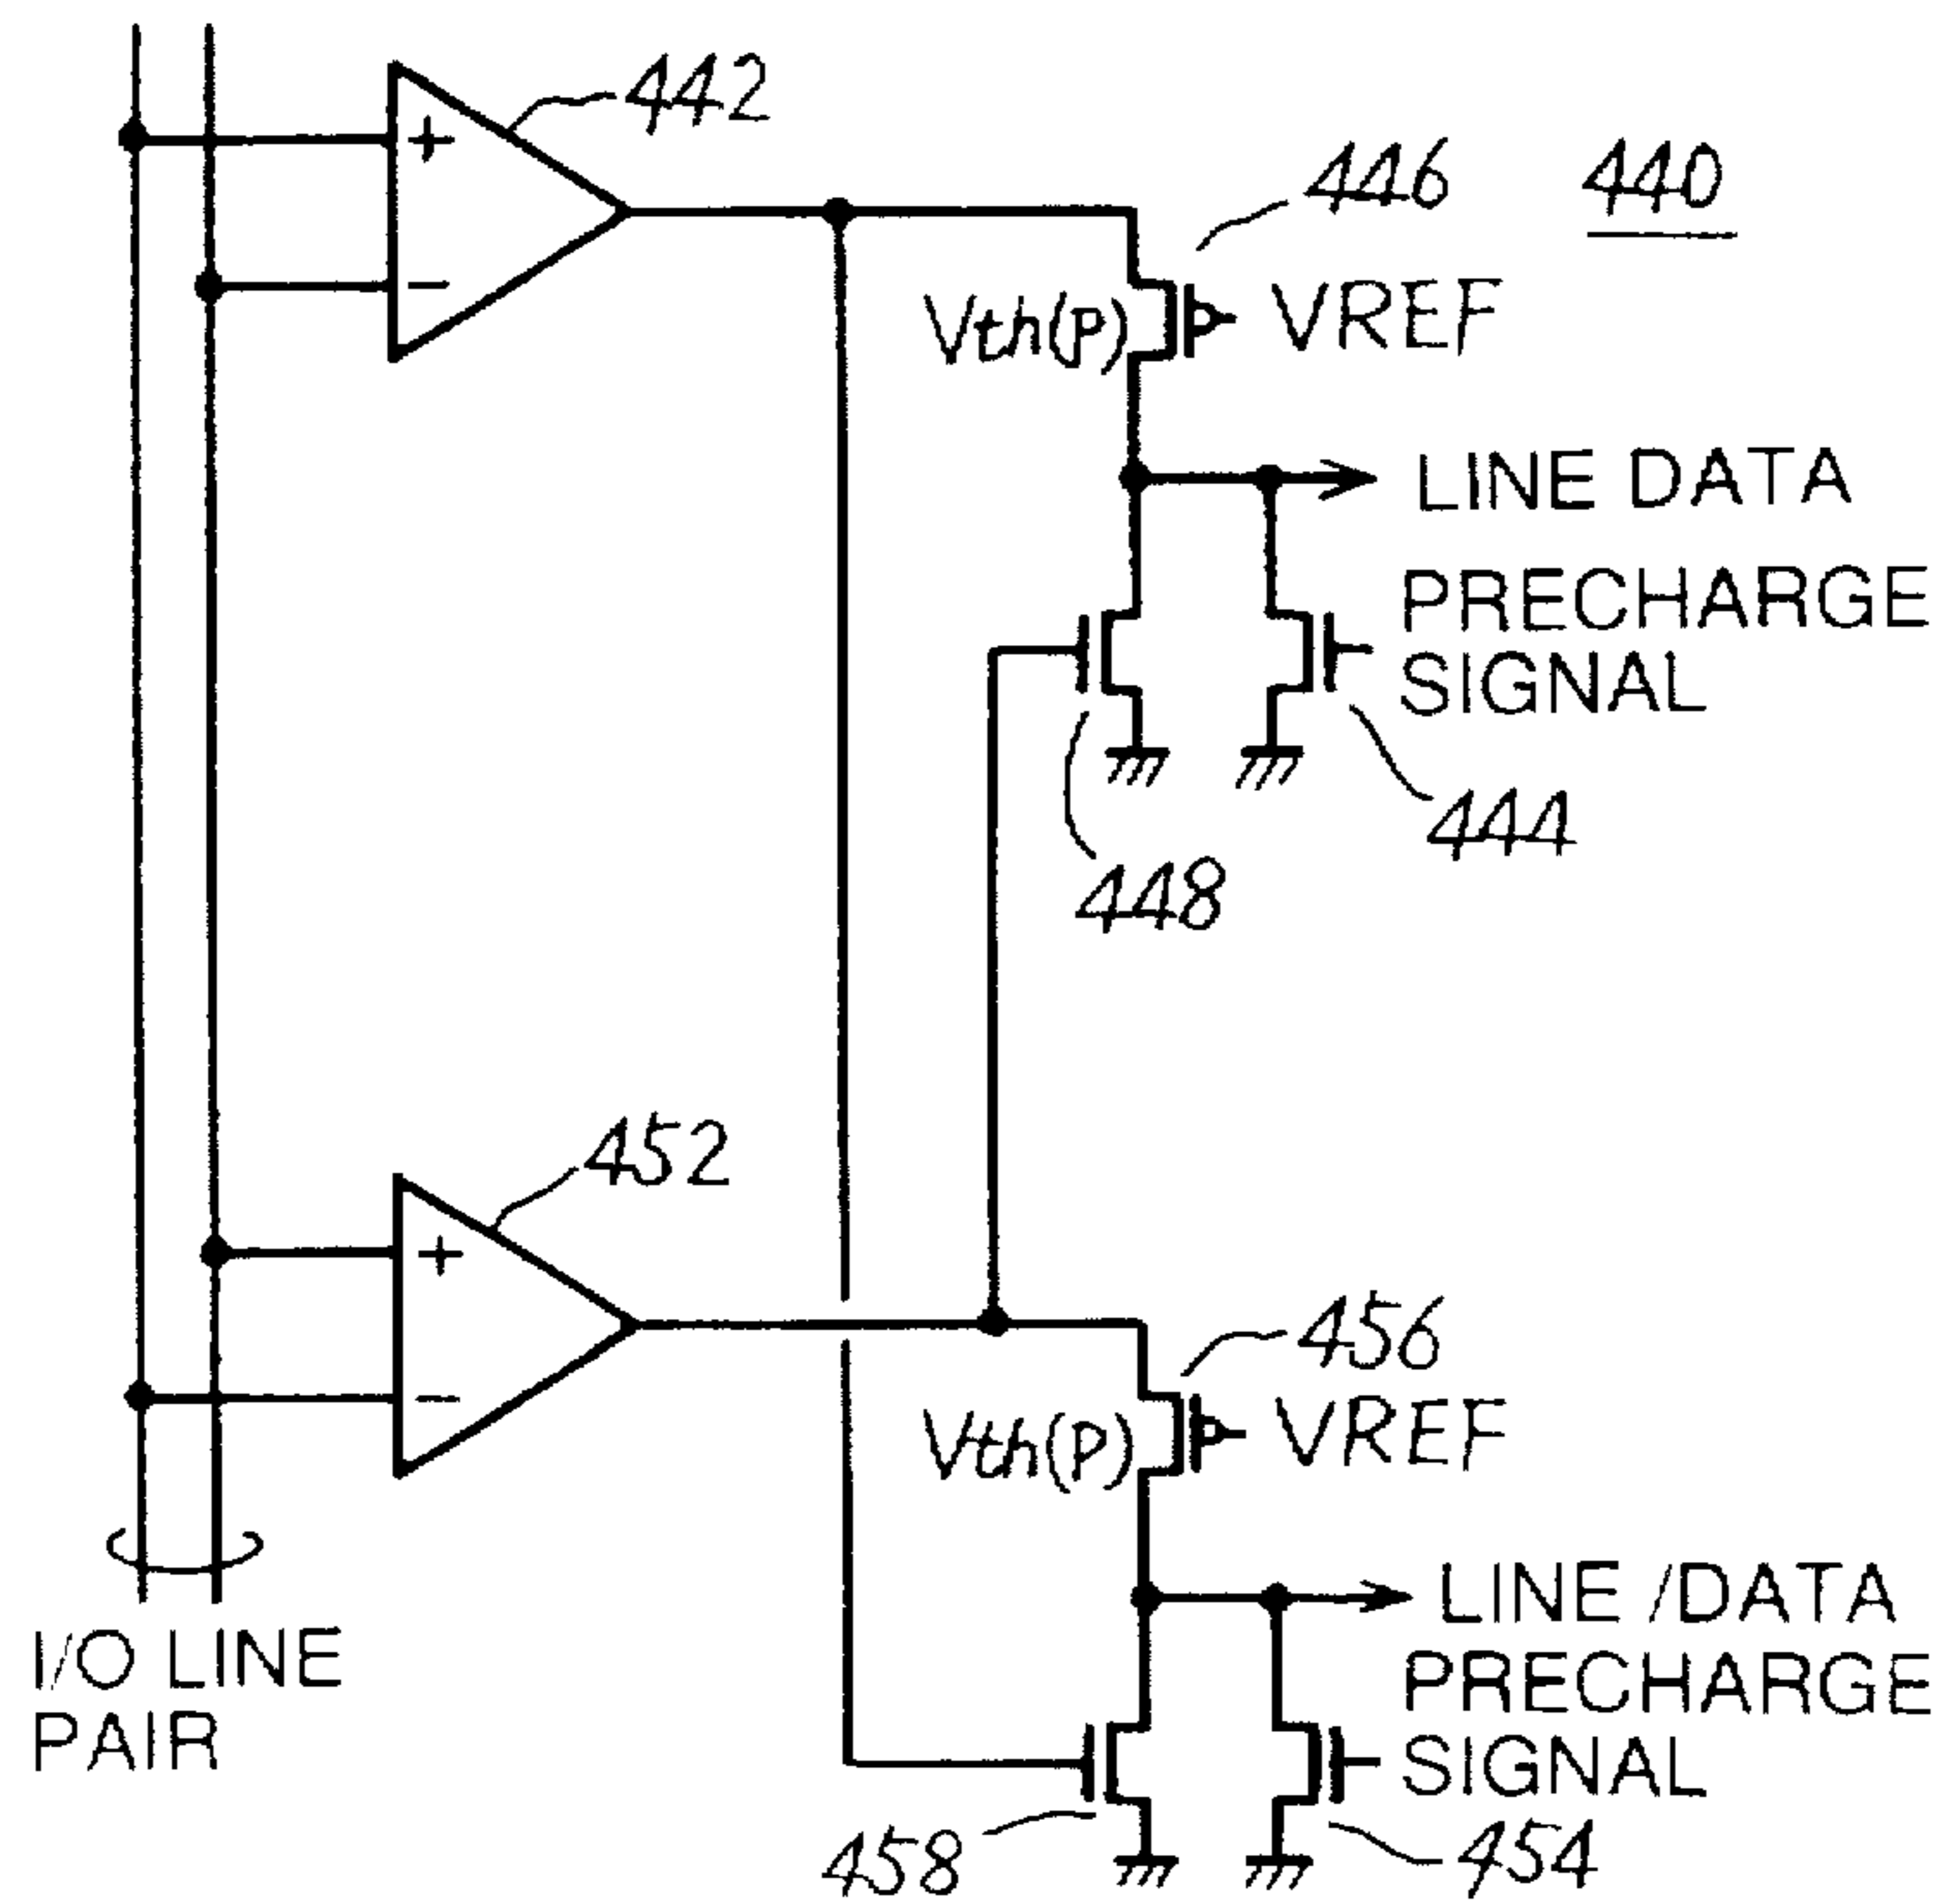 442
+
−
446
440
Vth(P)
VREF
LINE DATA
PRECHARGE
SIGNAL
444
448
452
+
−
456
Vth(P)
VREF
LINE /DATA
PRECHARGE
SIGNAL
I/O LINE
PAIR
458
454